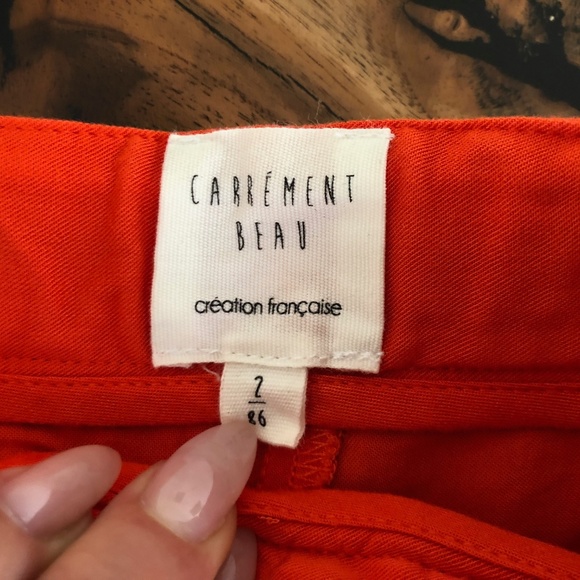 CARRÉMENT
BEAU
création française
2
86